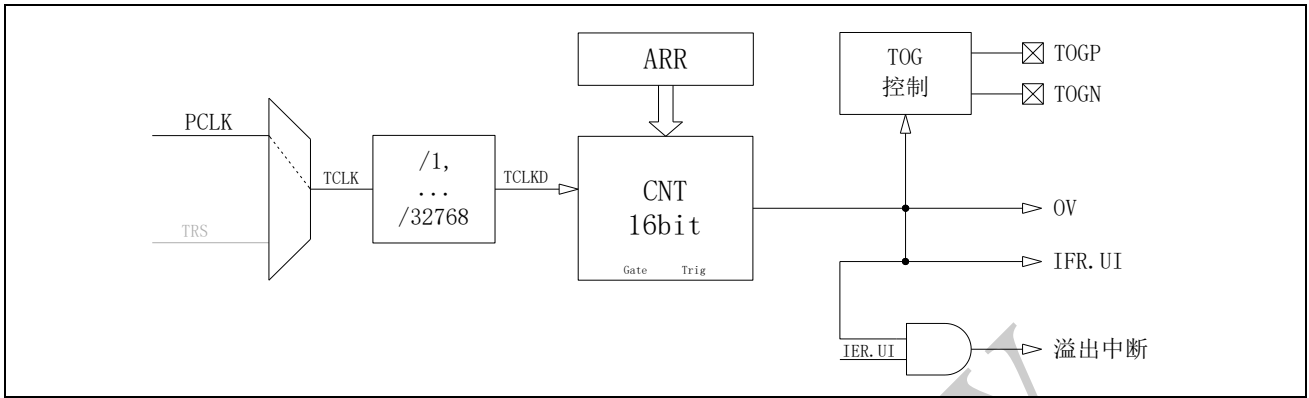 ARR
TOG
控制
TOGP
TOGN
PCLK
TCLK
/1,
...
/32768
TCLKD
CNT
16bit
Gate Trig
TRS
OV
IFR.UI
IER.UI
溢出中断